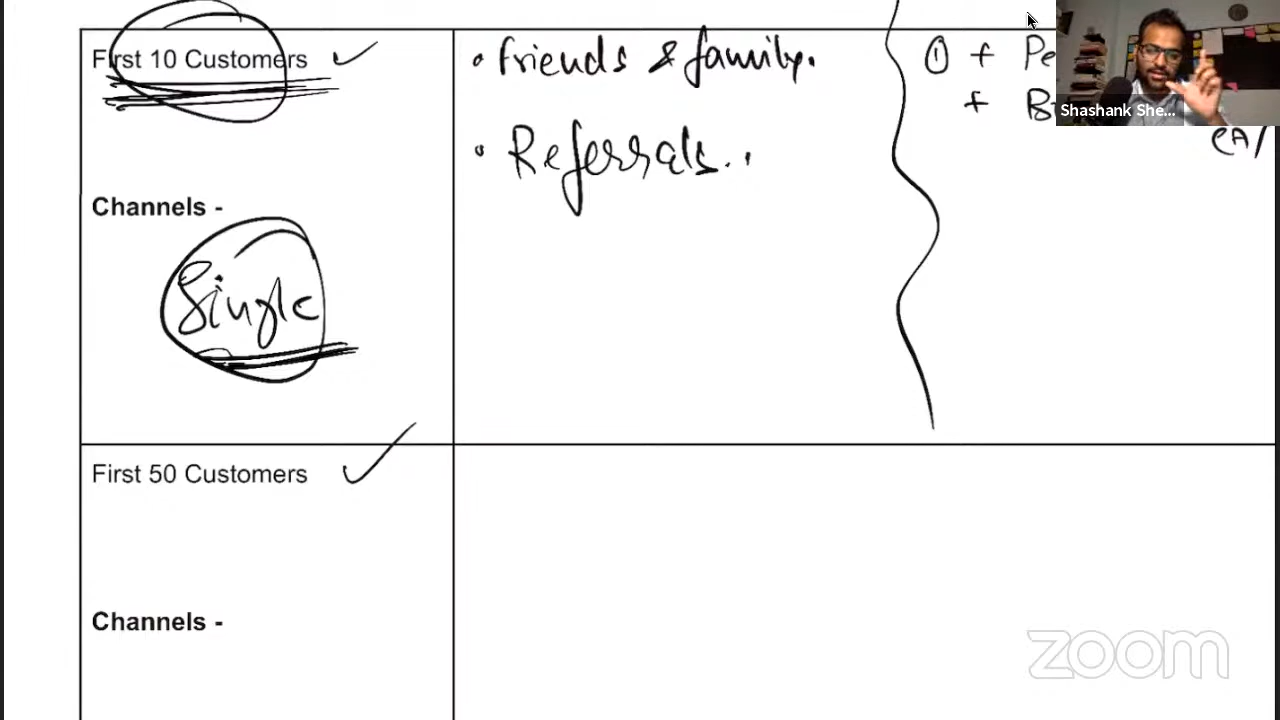 First 10 Customers
• Friends & family.
① + Pe
+ B
Shashank She...
(A/
• Referrals..
Channels -
Single
First 50 Customers
Channels -
zoom